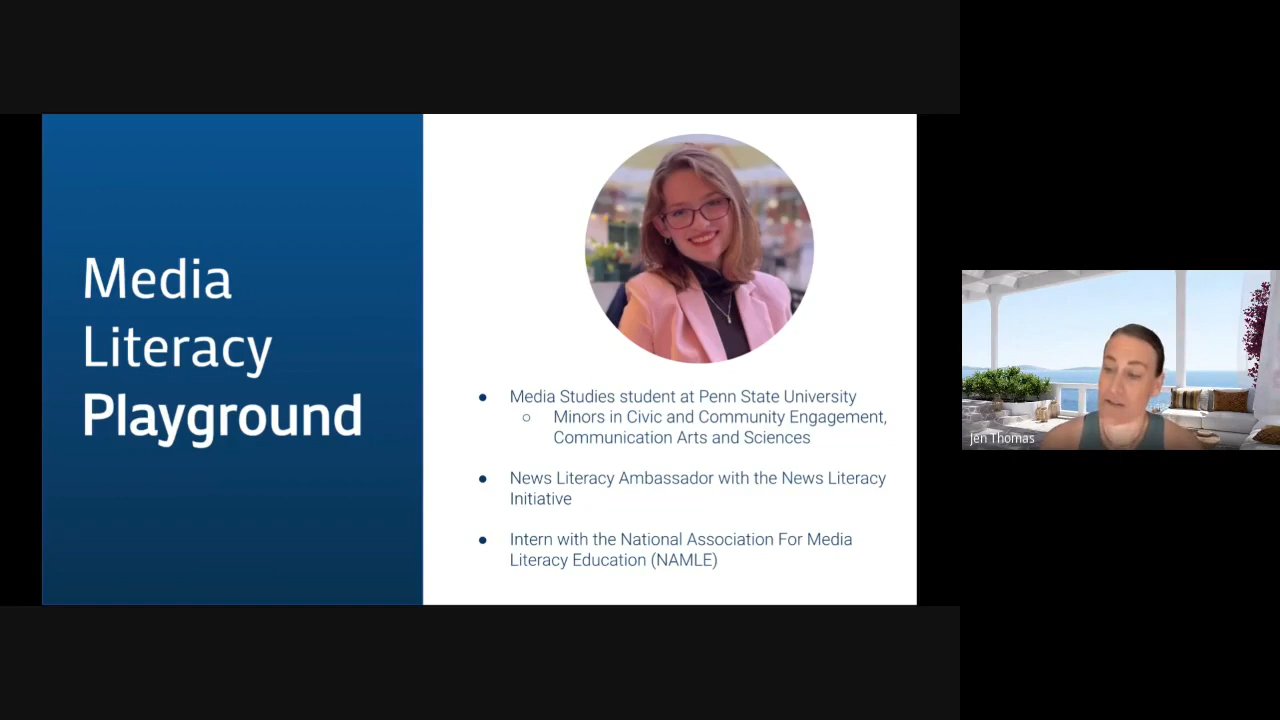 Media
Literacy
Playground
Media Studies student at Penn State University
Minors in Civic and Community Engagement,
Communication Arts and Sciences
News Literacy Ambassador with the News Literacy
Initiative
Intern with the National Association For Media
Literacy Education (NAMLE)
Jen Thomas